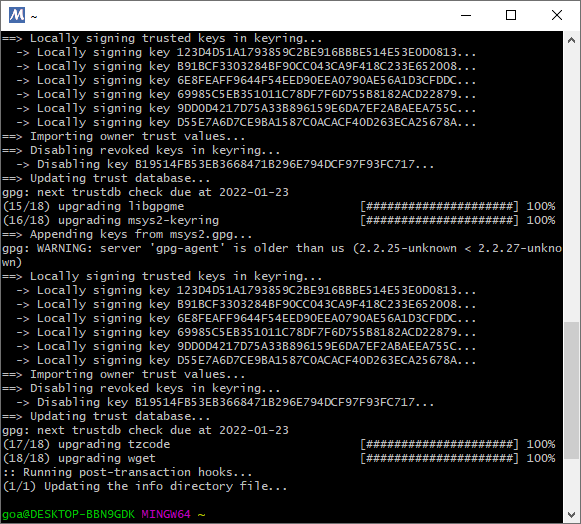 ~
==> Locally signing trusted keys in keyring...
  -> Locally signing key 123D4D51A1793859C2BE916BBBE514E53E0D0813...
  -> Locally signing key B91BCF3303284BF90CC043CA9F418C233E652008...
  -> Locally signing key 6E8FEAFF9644F54EED90EEA0790AE56A1D3CFDDC...
  -> Locally signing key 69985C5EB351011C78DF7F6D755B8182ACD22879...
  -> Locally signing key 9DD0D4217D75A33B896159E6DA7EF2ABAEEA755C...
  -> Locally signing key D55E7A6D7CE9BA1587C0ACACF40D263ECA25678A...
==> Importing owner trust values...
==> Disabling revoked keys in keyring...
  -> Disabling key B19514FB53EB3668471B296E794DCF97F93FC717...
==> Updating trust database...
gpg: next trustdb check due at 2022-01-23
(15/18) upgrading libgpgme [#####################] 100%
(16/18) upgrading msys2-keyring [#####################] 100%
==> Appending keys from msys2.gpg...
gpg: WARNING: server 'gpg-agent' is older than us (2.2.25-unknown < 2.2.27-unkno
wn)
==> Locally signing trusted keys in keyring...
  -> Locally signing key 123D4D51A1793859C2BE916BBBE514E53E0D0813...
  -> Locally signing key B91BCF3303284BF90CC043CA9F418C233E652008...
  -> Locally signing key 6E8FEAFF9644F54EED90EEA0790AE56A1D3CFDDC...
  -> Locally signing key 69985C5EB351011C78DF7F6D755B8182ACD22879...
  -> Locally signing key 9DD0D4217D75A33B896159E6DA7EF2ABAEEA755C...
  -> Locally signing key D55E7A6D7CE9BA1587C0ACACF40D263ECA25678A...
==> Importing owner trust values...
==> Disabling revoked keys in keyring...
  -> Disabling key B19514FB53EB3668471B296E794DCF97F93FC717...
==> Updating trust database...
gpg: next trustdb check due at 2022-01-23
(17/18) upgrading tzcode [#####################] 100%
(18/18) upgrading wget [#####################] 100%
:: Running post-transaction hooks...
(1/1) Updating the info directory file...
goa@DESKTOP-BBN9GDK MINGW64 ~